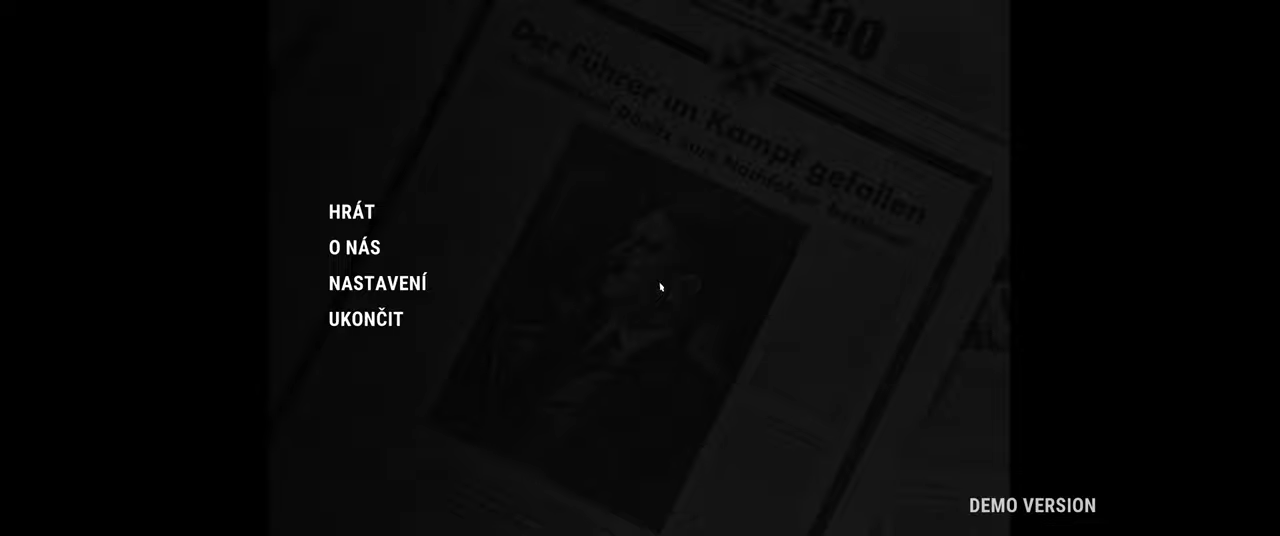 Der Führer im Kampf gefallen
HRÁT
O NÁS
NASTAVENÍ
UKONČIT
DEMO VERSION